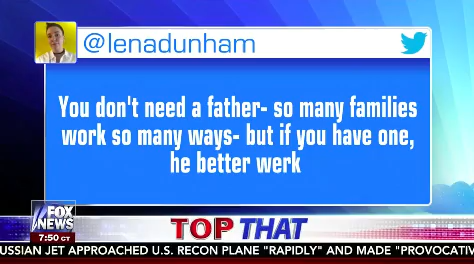 @lenadunham
You don't need a father- so many families
work so many ways- but if you have one,
he better werk
FOX
NEWS
7:50 CT
TOP THAT
USSIAN JET APPROACHED U.S. RECON PLANE "RAPIDLY" AND MADE "PROVOCATIV